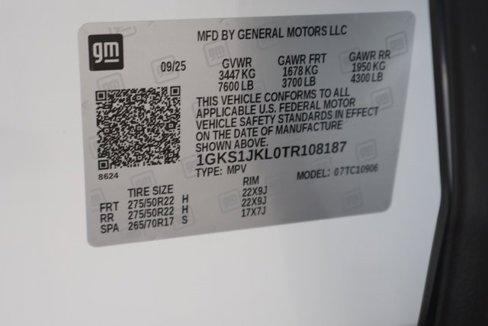 gm
MFD BY GENERAL MOTORS LLC
09/25 GVWR GAWR FRT GAWR RR
3447 KG 1678 KG 1950 KG
7600 LB 3700 LB 4300 LB
THIS VEHICLE CONFORMS TO ALL
APPLICABLE U.S. FEDERAL MOTOR
VEHICLE SAFETY STANDARDS IN EFFECT
ON THE DATE OF MANUFACTURE
SHOWN ABOVE.
8624
1GKS1JKL0TR108187
TYPE: MPV MODEL: 07TC10906
TIRE SIZE RIM
FRT 275/50R22 H 22X9J
RR 275/50R22 H 22X9J
SPA 265/70R17 S 17X7J